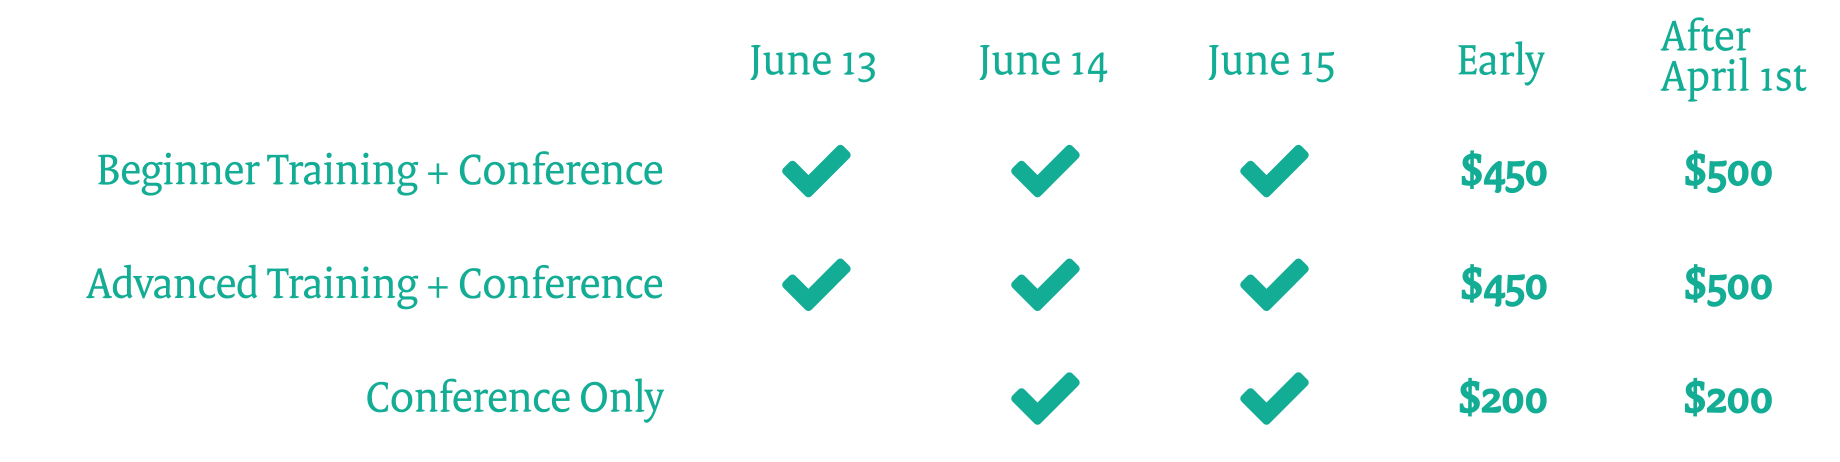 June 13 June 14 June 15 Early After
April 1st
Beginner Training + Conference $450 $500
Advanced Training + Conference $450 $500
Conference Only $200 $200